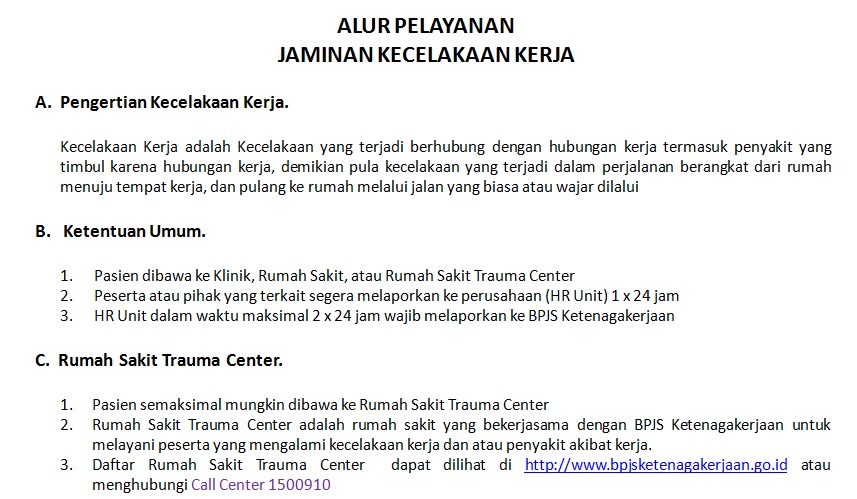 ALUR PELAYANAN
JAMINAN KECELAKAAN KERJA
A. Pengertian Kecelakaan Kerja.
Kecelakaan Kerja adalah Kecelakaan yang terjadi berhubung dengan hubungan kerja termasuk penyakit yang
timbul karena hubungan kerja, demikian pula kecelakaan yang terjadi dalam perjalanan berangkat dari rumah
menuju tempat kerja, dan pulang ke rumah melalui jalan yang biasa atau wajar dilalui
B. Ketentuan Umum.
1. Pasien dibawa ke Klinik, Rumah Sakit, atau Rumah Sakit Trauma Center
2. Peserta atau pihak yang terkait segera melaporkan ke perusahaan (HR Unit) 1 x 24 jam
3. HR Unit dalam waktu maksimal 2 x 24 jam wajib melaporkan ke BPJS Ketenagakerjaan
C. Rumah Sakit Trauma Center.
1. Pasien semaksimal mungkin dibawa ke Rumah Sakit Trauma Center
2. Rumah Sakit Trauma Center adalah rumah sakit yang bekerjasama dengan BPJS Ketenagakerjaan untuk
melayani peserta yang mengalami kecelakaan kerja dan atau penyakit akibat kerja.
3. Daftar Rumah Sakit Trauma Center dapat dilihat di http://www.bpjsketenagakerjaan.go.id atau
menghubungi Call Center 1500910